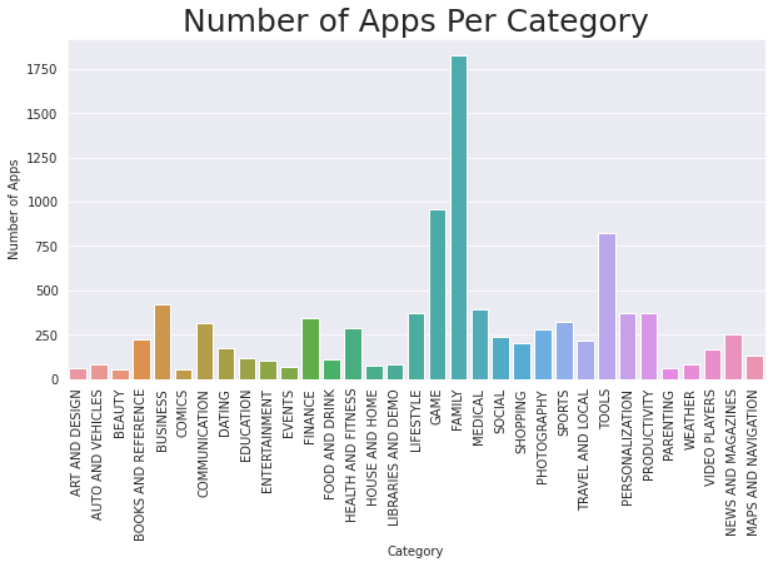 Number of Apps Per Category
Number of Apps
1750
1500
1250
1000
750
500
250
0
ART AND DESIGN
AUTO AND VEHICLES
BEAUTY
BOOKS AND REFERENCE
BUSINESS
COMICS
COMMUNICATION
DATING
EDUCATION
ENTERTAINMENT
EVENTS
FINANCE
FOOD AND DRINK
HEALTH AND FITNESS
HOUSE AND HOME
LIBRARIES AND DEMO
LIFESTYLE
GAME
FAMILY
MEDICAL
SOCIAL
SHOPPING
PHOTOGRAPHY
SPORTS
TRAVEL AND LOCAL
TOOLS
PERSONALIZATION
PRODUCTIVITY
PARENTING
WEATHER
VIDEO PLAYERS
NEWS AND MAGAZINES
MAPS AND NAVIGATION
Category